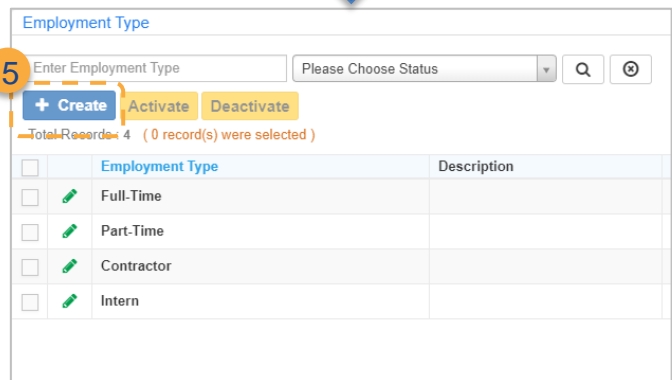 Employment Type
5
Enter Employment Type Please Choose Status
+ Create Activate Deactivate
Total Records : 4 ( 0 record(s) were selected )
Employment Type Description
Full-Time
Part-Time
Contractor
Intern